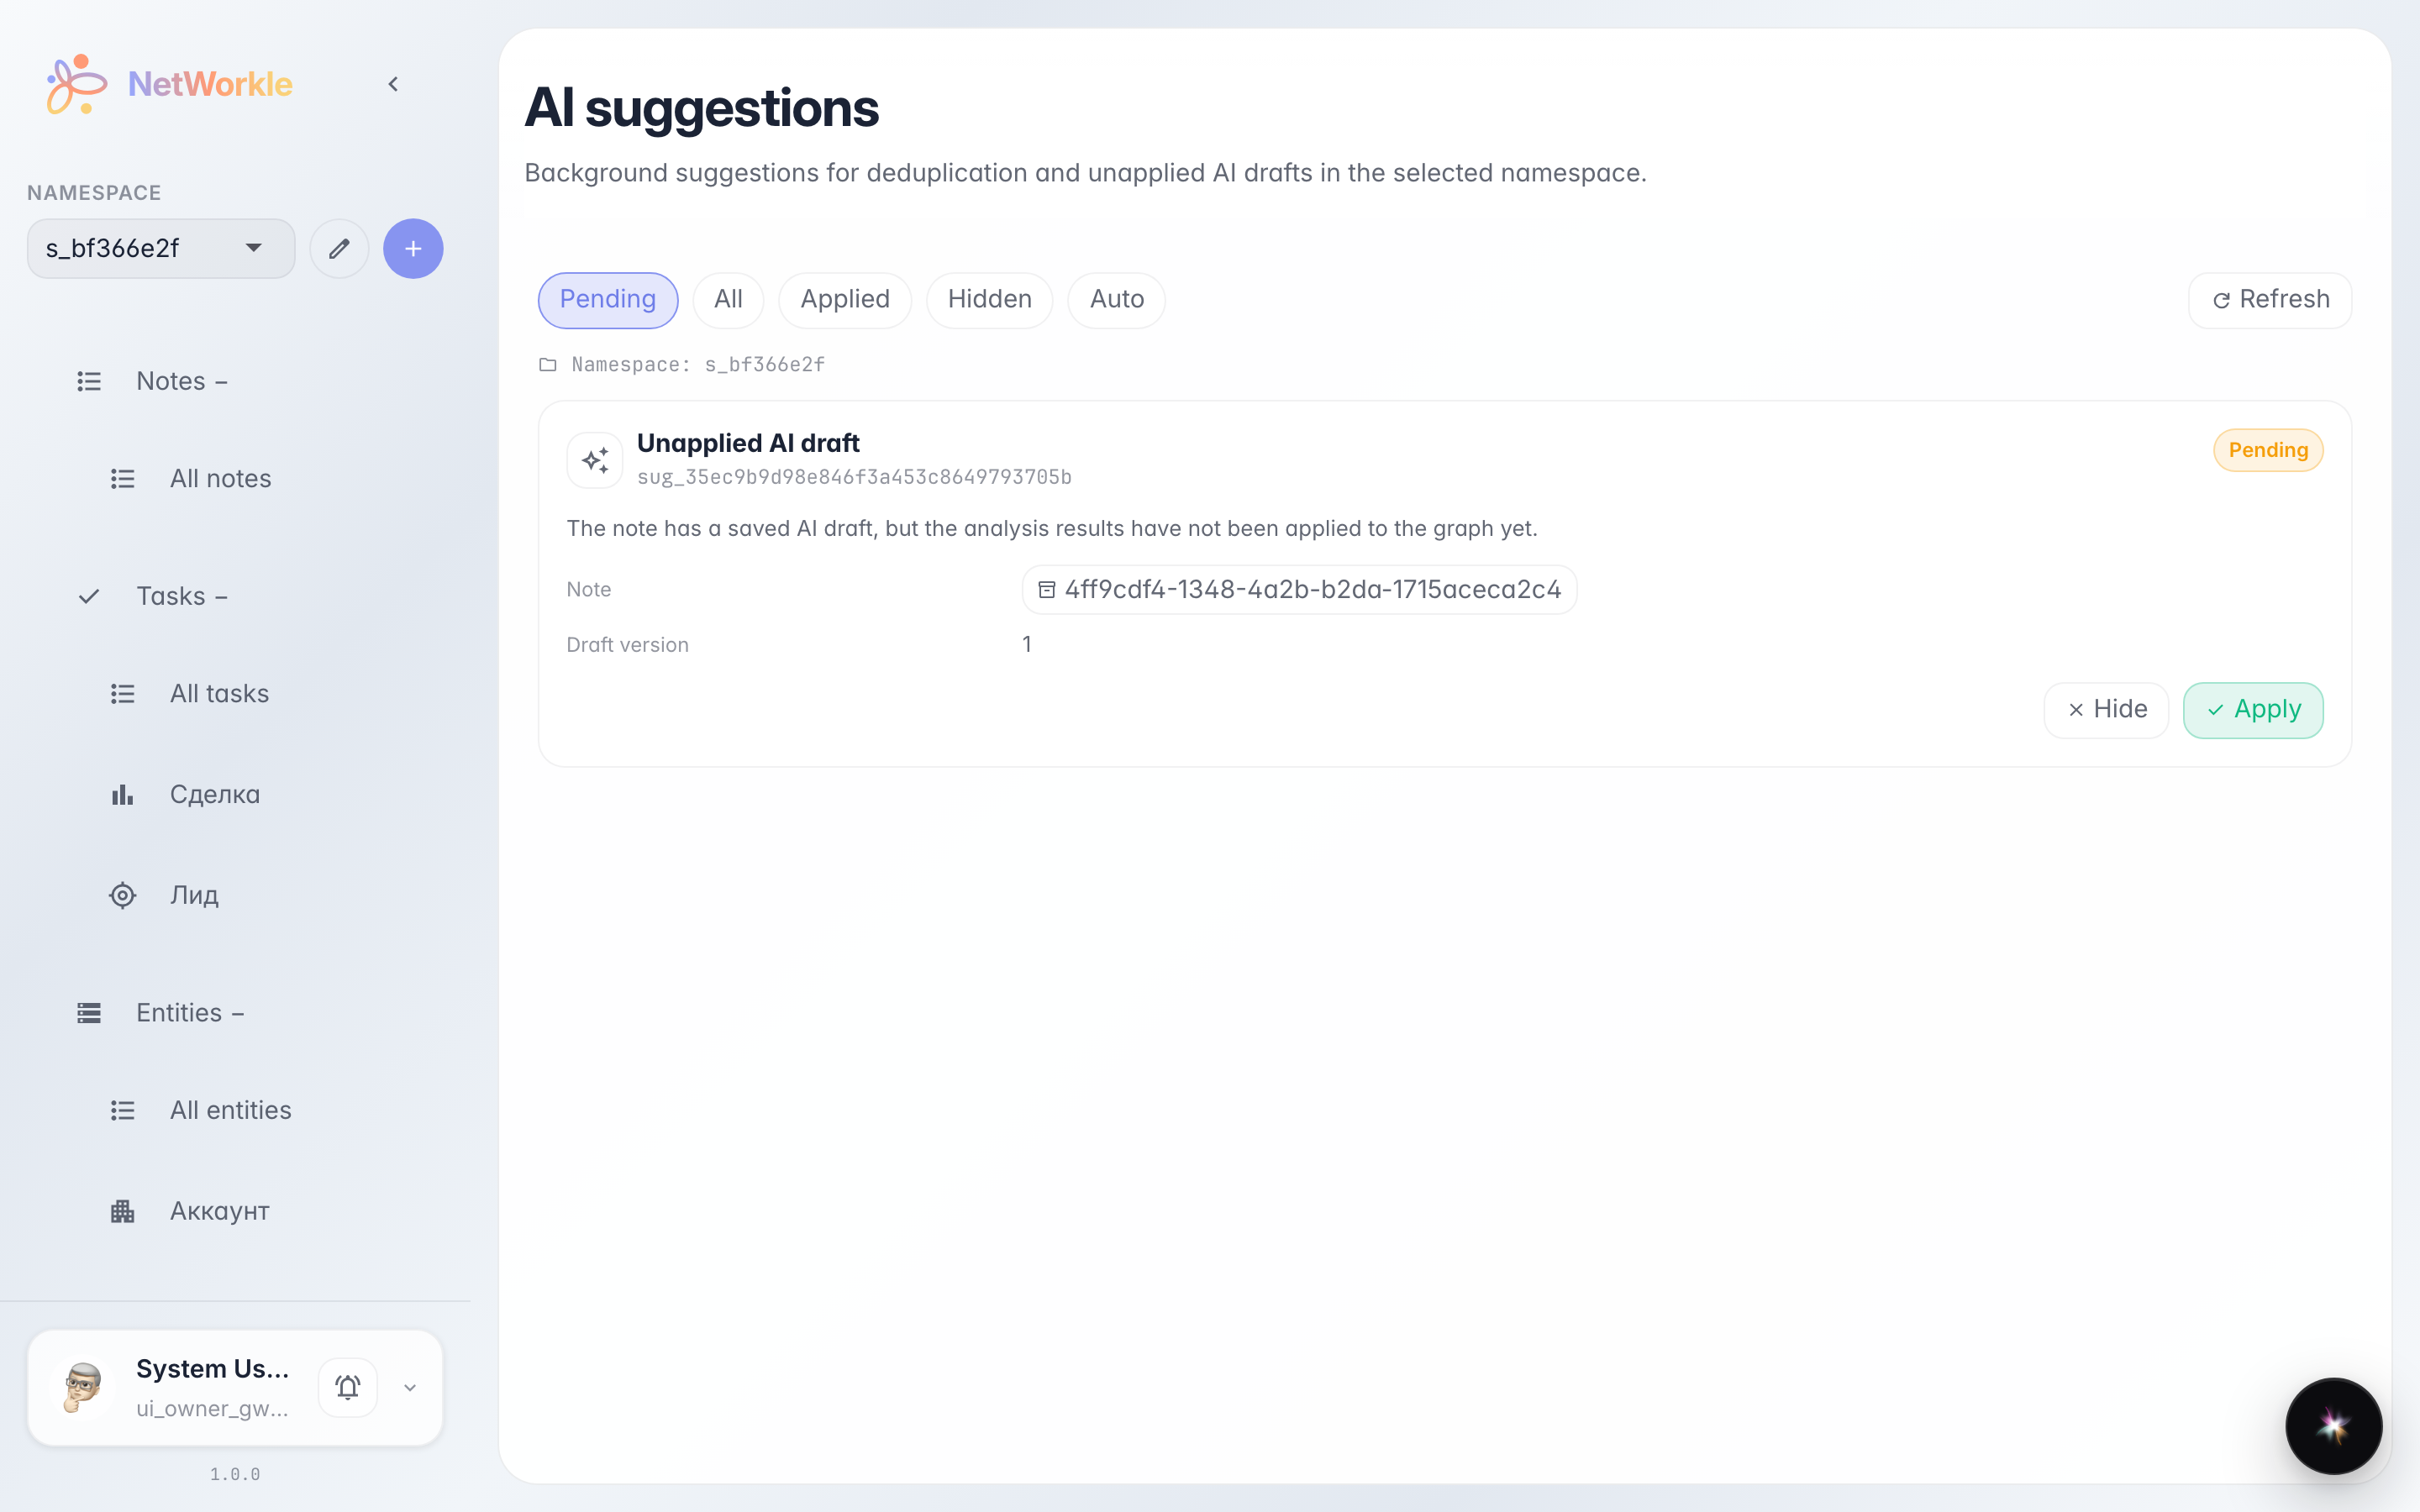 NetWorkle
NAMESPACE
s_bf366e2f
Notes –
All notes
Tasks –
All tasks
Сделка
Лид
Entities –
All entities
Аккаунт
System Us...
ui_owner_gw...
1.0.0
AI suggestions
Background suggestions for deduplication and unapplied AI drafts in the selected namespace.
Pending
All
Applied
Hidden
Auto
Refresh
Namespace: s_bf366e2f
Unapplied AI draft
sug_35ec9b9d98e846f3a453c8649793705b
Pending
The note has a saved AI draft, but the analysis results have not been applied to the graph yet.
Note
4ff9cdf4-1348-4a2b-b2da-1715aceca2c4
Draft version
1
Hide
Apply